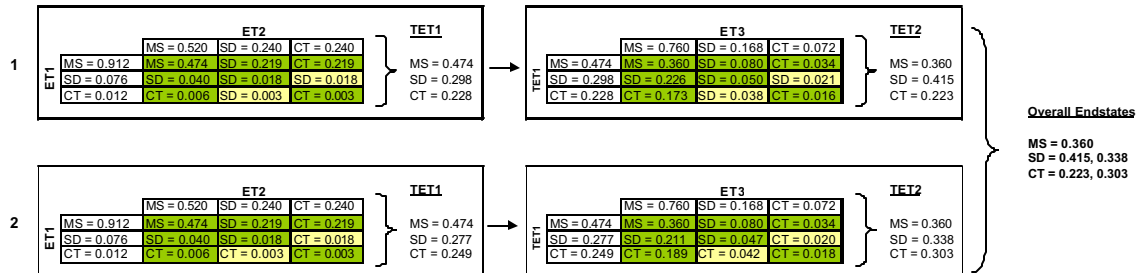 ET2 TET1 ET3 TET2
MS = 0.520 SD = 0.240 CT = 0.240 MS = 0.760 SD = 0.168 CT = 0.072
1 ET1 MS = 0.912 MS = 0.474 SD = 0.219 CT = 0.219 MS = 0.474 TET1 MS = 0.474 MS = 0.360 SD = 0.080 CT = 0.034 MS = 0.360
SD = 0.076 SD = 0.040 SD = 0.018 SD = 0.018 SD = 0.298 SD = 0.298 SD = 0.226 SD = 0.050 SD = 0.021 SD = 0.415
CT = 0.012 CT = 0.006 SD = 0.003 CT = 0.003 CT = 0.228 CT = 0.228 CT = 0.173 SD = 0.038 CT = 0.016 CT = 0.223
Overall Endstates
MS = 0.360
SD = 0.415, 0.338
CT = 0.223, 0.303
ET2 TET1 ET3 TET2
MS = 0.520 SD = 0.240 CT = 0.240 MS = 0.760 SD = 0.168 CT = 0.072
2 ET1 MS = 0.912 MS = 0.474 SD = 0.219 CT = 0.219 MS = 0.474 TET1 MS = 0.474 MS = 0.360 SD = 0.080 CT = 0.034 MS = 0.360
SD = 0.076 SD = 0.040 SD = 0.018 CT = 0.018 SD = 0.277 SD = 0.277 SD = 0.211 SD = 0.047 CT = 0.020 SD = 0.338
CT = 0.012 CT = 0.006 CT = 0.003 CT = 0.003 CT = 0.249 CT = 0.249 CT = 0.189 CT = 0.042 CT = 0.018 CT = 0.303